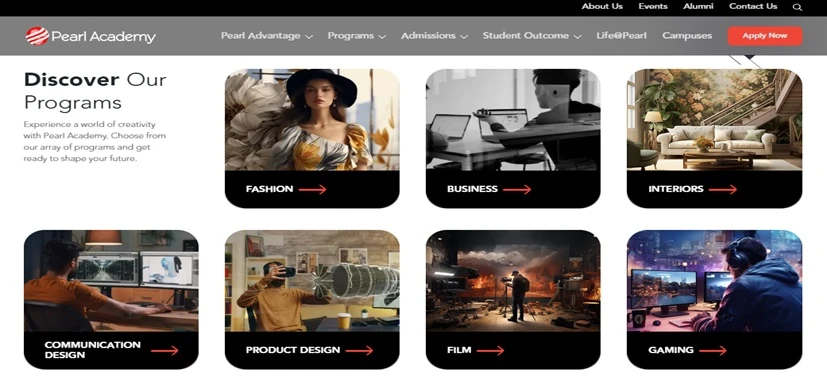 About Us Events Alumni Contact Us
Pearl Academy Pearl Advantage Programs Admissions Student Outcome Life@Pearl Campuses Apply Now
Discover Our
Programs
Experience a world of creativity
with Pearl Academy. Choose from
our array of programs and get
ready to shape your future.
FASHION
BUSINESS
INTERIORS
COMMUNICATION
DESIGN
PRODUCT DESIGN
FILM
GAMING